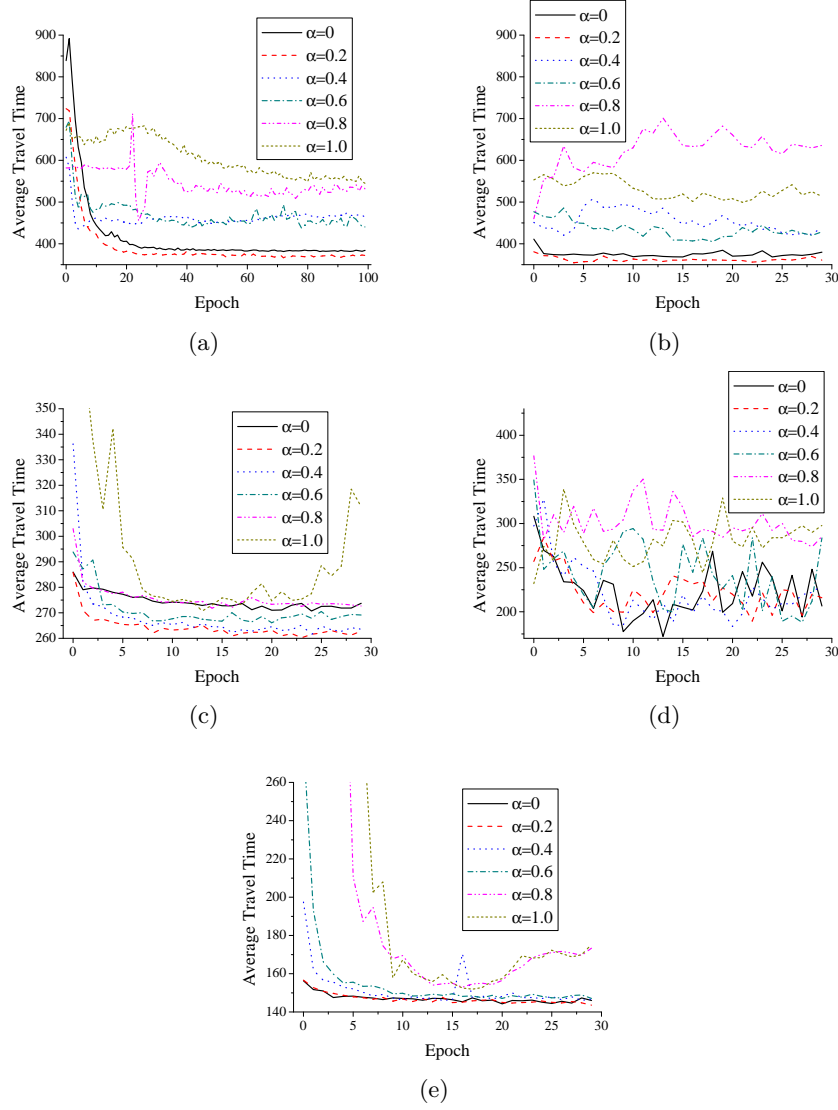 α=0
α=0.2
α=0.4
α=0.6
α=0.8
α=1.0
900
800
700
600
500
400
Average Travel Time
0 20 40 60 80 100
Epoch
(a)
α=0
α=0.2
α=0.4
α=0.6
α=0.8
α=1.0
900
800
700
600
500
400
Average Travel Time
0 5 10 15 20 25 30
Epoch
(b)
350
340
330
320
310
300
290
280
270
260
Average Travel Time
α=0
α=0.2
α=0.4
α=0.6
α=0.8
α=1.0
0 5 10 15 20 25 30
Epoch
(c)
α=0
α=0.2
α=0.4
α=0.6
α=0.8
α=1.0
400
350
300
250
200
Average Travel Time
0 5 10 15 20 25 30
Epoch
(d)
260
240
220
200
180
160
140
Average Travel Time
α=0
α=0.2
α=0.4
α=0.6
α=0.8
α=1.0
0 5 10 15 20 25 30
Epoch
(e)